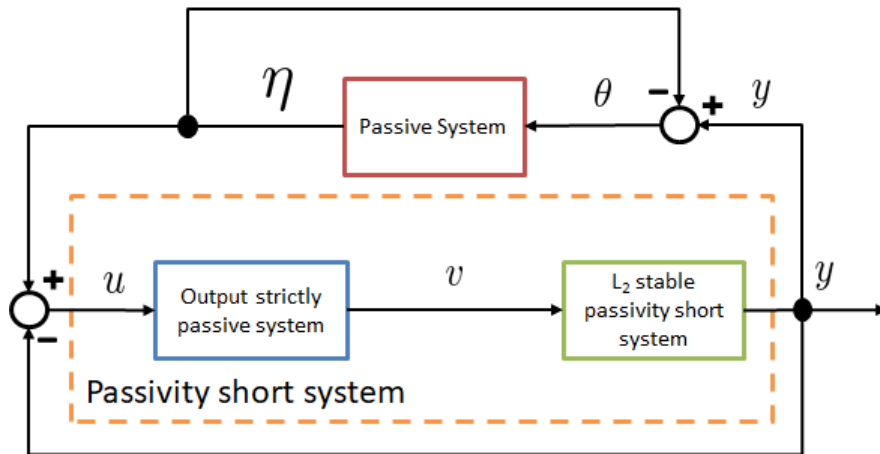 η
θ
y
−
+
Passive System
+
u
v
y
Output strictly
passive system
L₂ stable
passivity short
system
−
Passivity short system